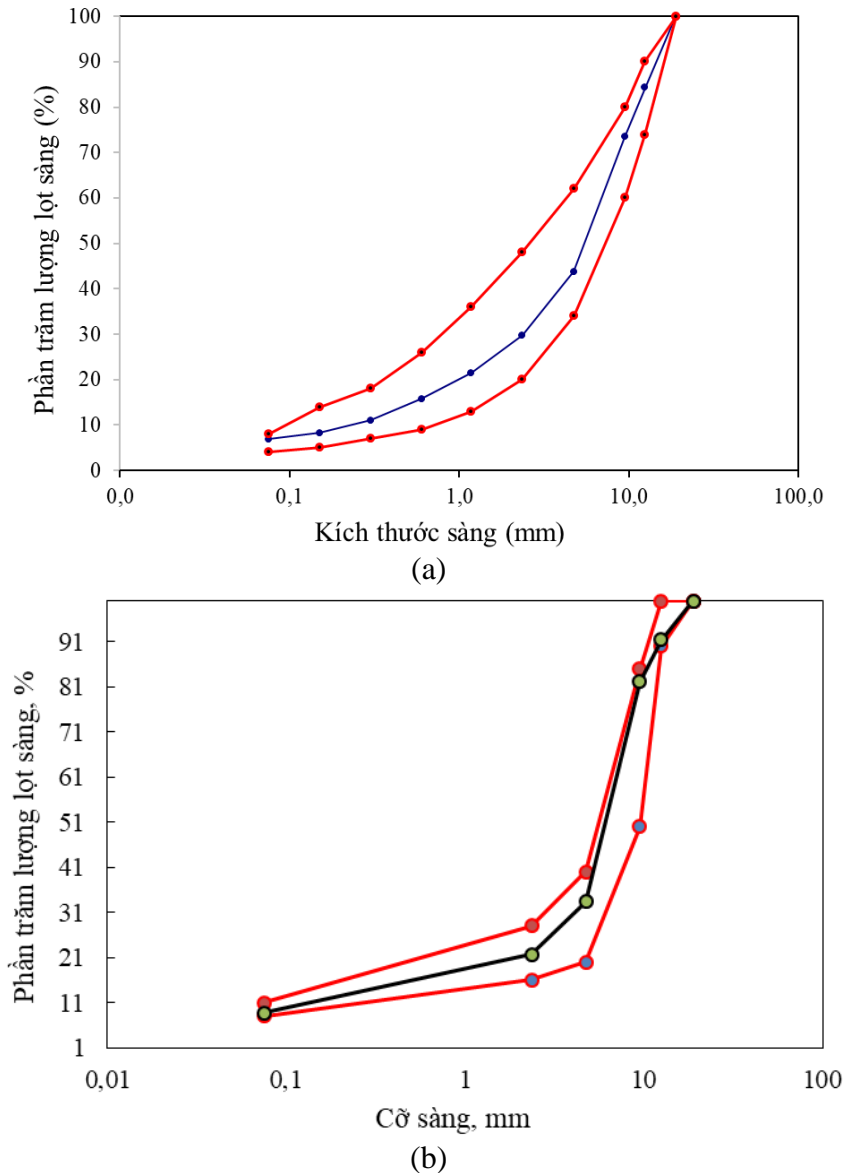 100
90
80
70
60
50
40
30
20
10
0
Phần trăm lượng lọt sàng (%)
0,0 0,1 1,0 10,0 100,0
Kích thước sàng (mm)
(a)
91
81
71
61
51
41
31
21
11
1
Phần trăm lượng lọt sàng, %
0,01 0,1 1 10 100
Cỡ sàng, mm
(b)